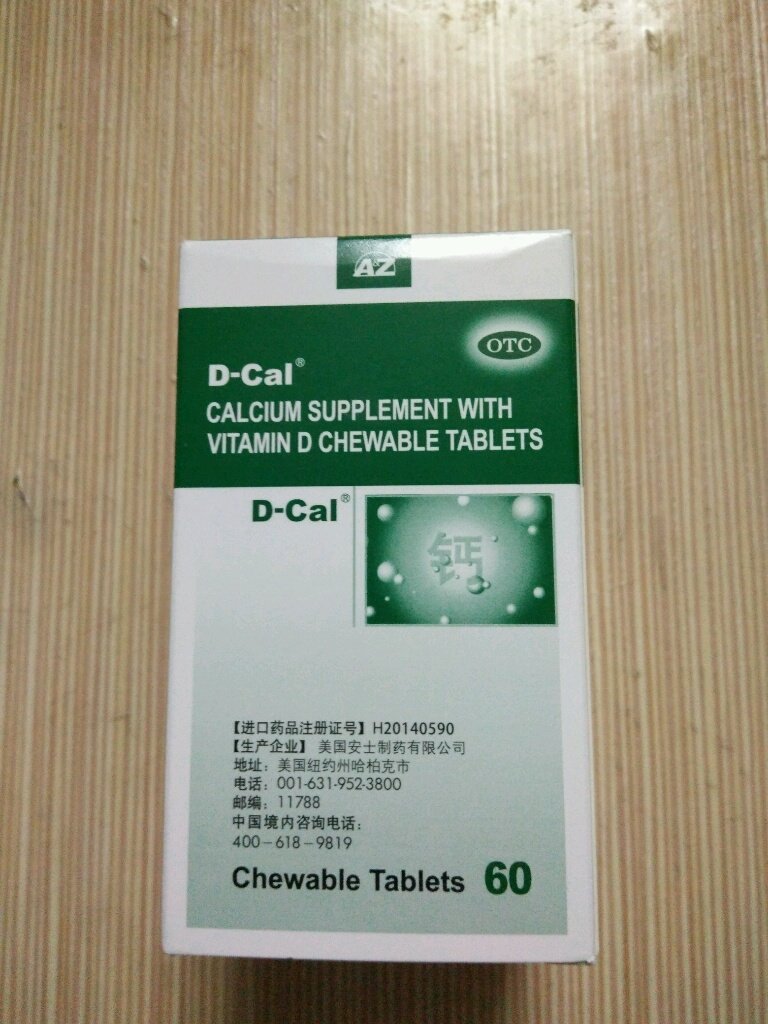 A&Z
OTC
D-Cal®
CALCIUM SUPPLEMENT WITH
VITAMIN D CHEWABLE TABLETS
D-Cal®
钙
【进口药品注册证号】H20140590
【生产企业】 美国安士制药有限公司
地址：美国纽约州哈柏克市
电话：001-631-952-3800
邮编：11788
中国境内咨询电话：
400-618-9819
Chewable Tablets 60